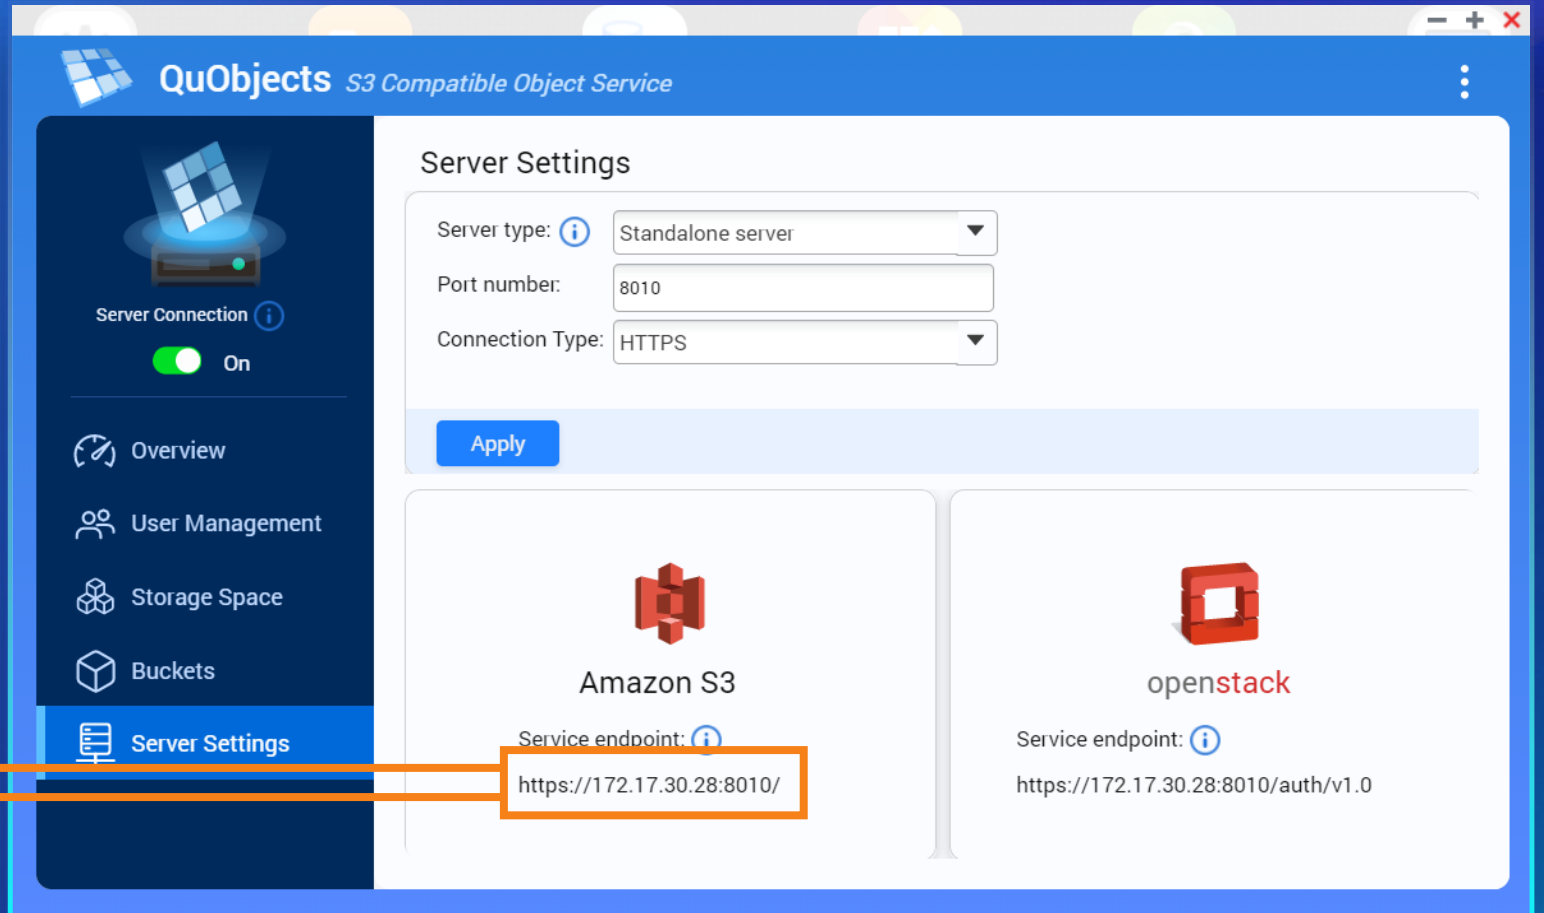 QuObjects S3 Compatible Object Service
Server Connection
On
Overview
User Management
Storage Space
Buckets
Server Settings
Server Settings
Server type: Standalone server
Port number: 8010
Connection Type: HTTPS
Apply
Amazon S3
Service endpoint:
https://172.17.30.28:8010/
openstack
Service endpoint:
https://172.17.30.28:8010/auth/v1.0